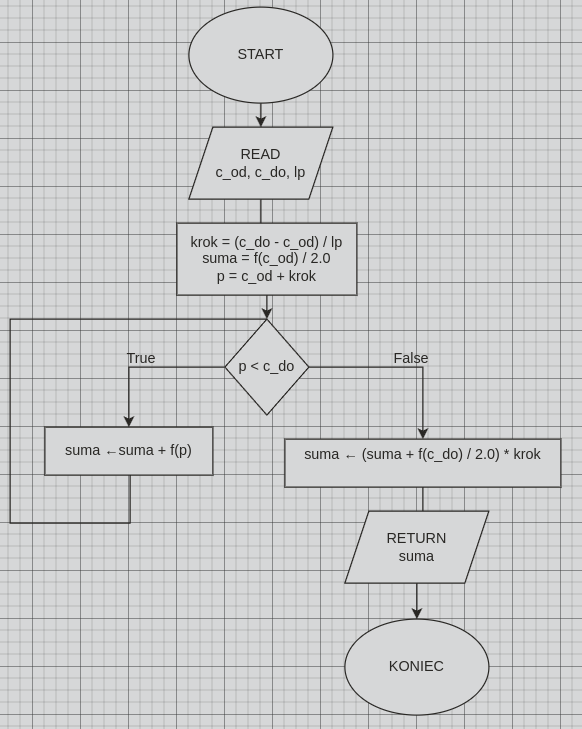 START
READ
c_od, c_do, lp
krok = (c_do - c_od) / lp
suma = f(c_od) / 2.0
p = c_od + krok
p < c_do
True
False
suma ←suma + f(p)
suma ← (suma + f(c_do) / 2.0) * krok
RETURN
suma
KONIEC